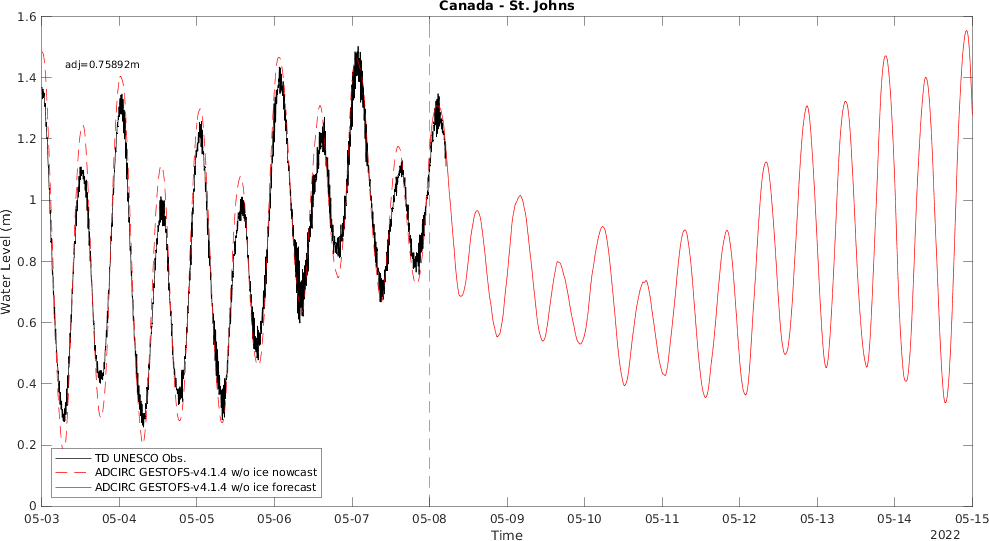 Canada - St. Johns
1.6
adj=0.75892m
1.4
1.2
1
0.8
0.6
0.4
0.2
0
Water Level (m)
TD UNESCO Obs.
ADCIRC GESTOFS-v4.1.4 w/o ice nowcast
ADCIRC GESTOFS-v4.1.4 w/o ice forecast
05-03 05-04 05-05 05-06 05-07 05-08 05-09 05-10 05-11 05-12 05-13 05-14 05-15
Time
2022